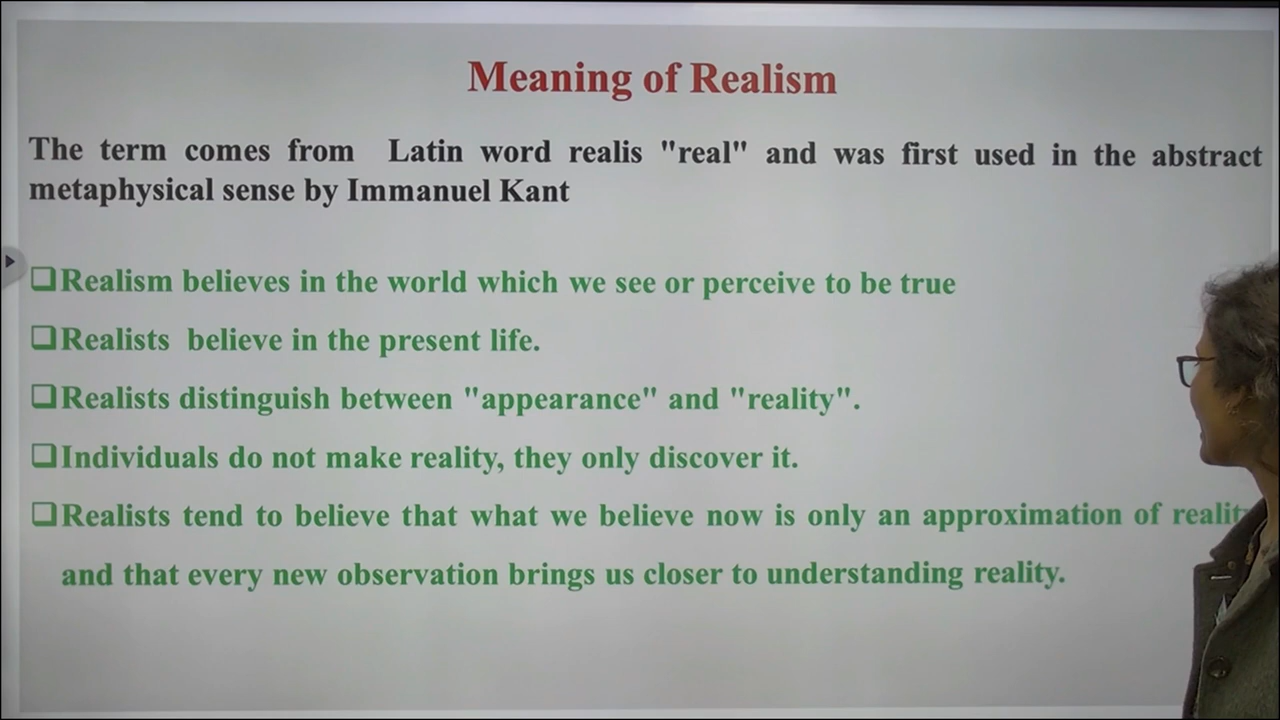 Meaning of Realism
The term comes from Latin word realis "real" and was first used in the abstract
metaphysical sense by Immanuel Kant
❑Realism believes in the world which we see or perceive to be true
❑Realists believe in the present life.
❑Realists distinguish between "appearance" and "reality".
❑Individuals do not make reality, they only discover it.
❑Realists tend to believe that what we believe now is only an approximation of
and that every new observation brings us closer to understanding reality.